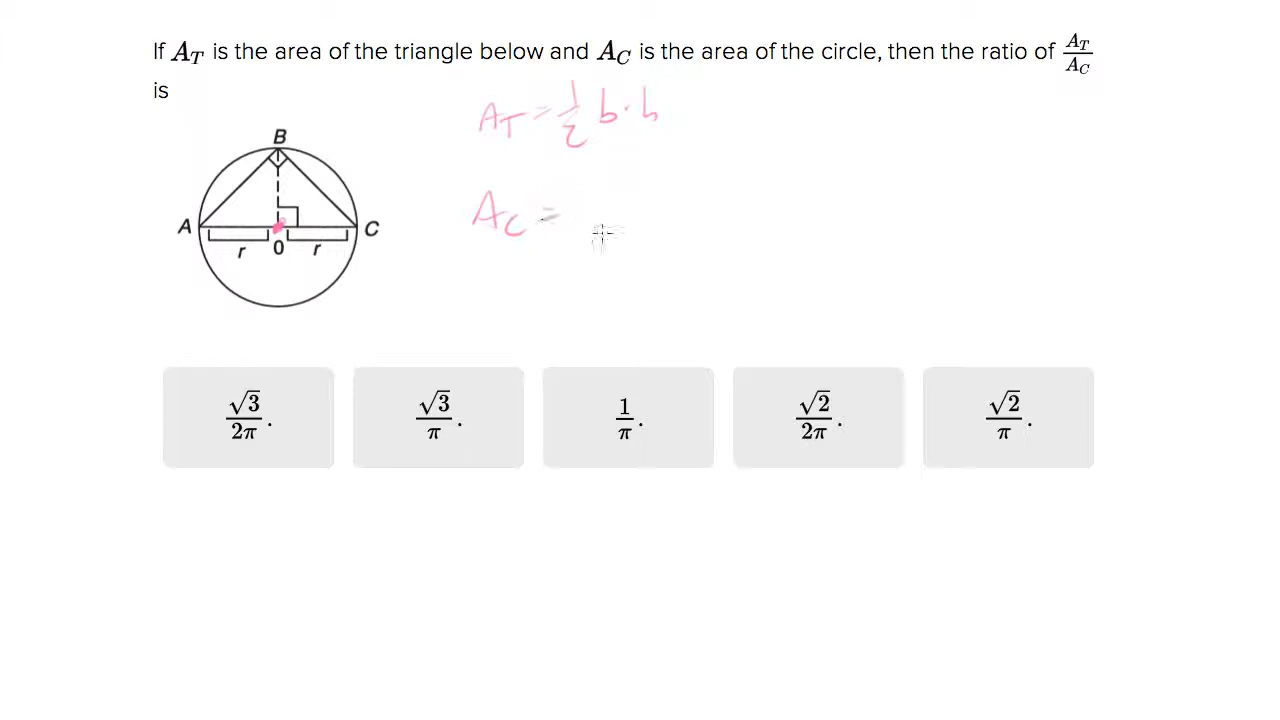 If A_T is the area of the triangle below and A_C is the area of the circle, then the ratio of A_T/A_C
is
A_T = 1/2 b · h
B
A_C =
A C
r O r
√3/2π. √3/π. 1/π. √2/2π. √2/π.